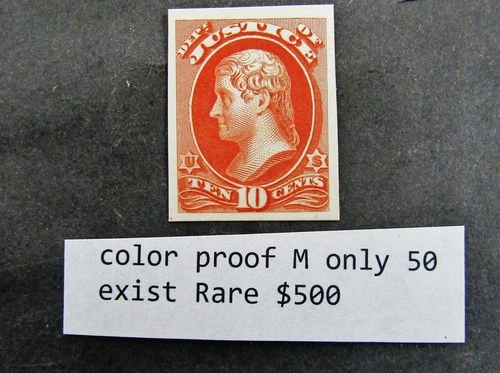 DEPT. OF
JUSTICE
U S
TEN 10 CENTS
color proof M only 50
exist Rare $500